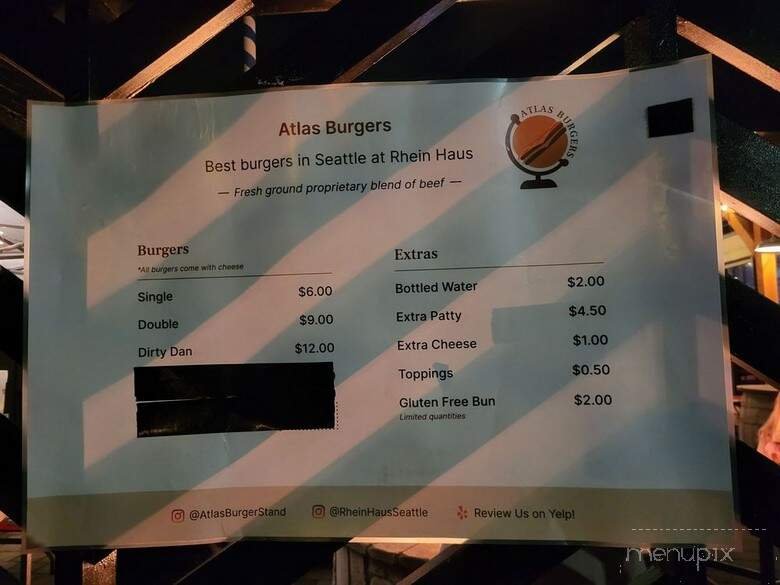 Atlas Burgers
Best burgers in Seattle at Rhein Haus
— Fresh ground proprietary blend of beef —
ATLAS BURGERS
Burgers
*All burgers come with cheese
Single $6.00
Double $9.00
Dirty Dan $12.00
Extras
Bottled Water $2.00
Extra Patty $4.50
Extra Cheese $1.00
Toppings $0.50
Gluten Free Bun $2.00
Limited quantities
@AtlasBurgerStand @RheinHausSeattle Review Us on Yelp!
menupix